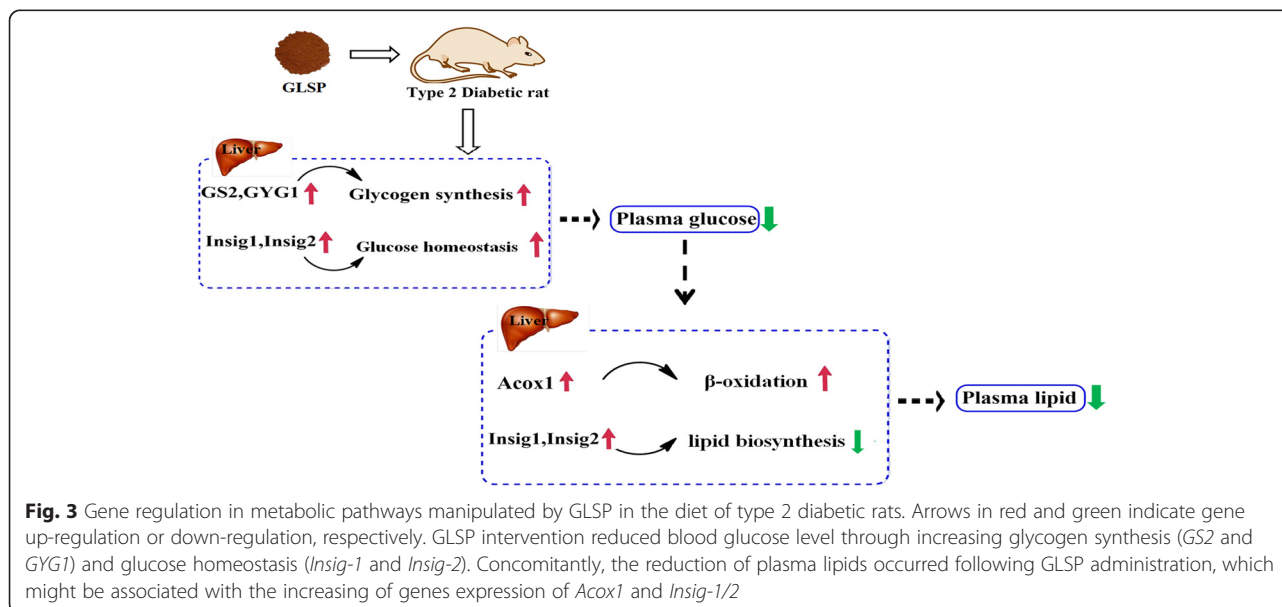 GLSP
Type 2 Diabetic rat
Liver
GS2,GYG1
Glycogen synthesis
Insig1,Insig2
Glucose homeostasis
Plasma glucose
Liver
Acox1
β-oxidation
Insig1,Insig2
lipid biosynthesis
Plasma lipid
Fig. 3 Gene regulation in metabolic pathways manipulated by GLSP in the diet of type 2 diabetic rats. Arrows in red and green indicate gene
up-regulation or down-regulation, respectively. GLSP intervention reduced blood glucose level through increasing glycogen synthesis (GS2 and
GYG1) and glucose homeostasis (Insig-1 and Insig-2). Concomitantly, the reduction of plasma lipids occurred following GLSP administration, which
might be associated with the increasing of genes expression of Acox1 and Insig-1/2